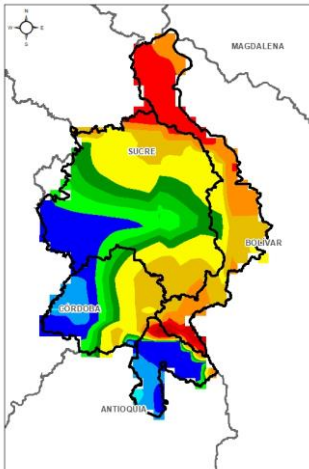 N
W E
S
MAGDALENA
SUCRE
BOLIVAR
CÓRDOBA
ANTIOQUIA